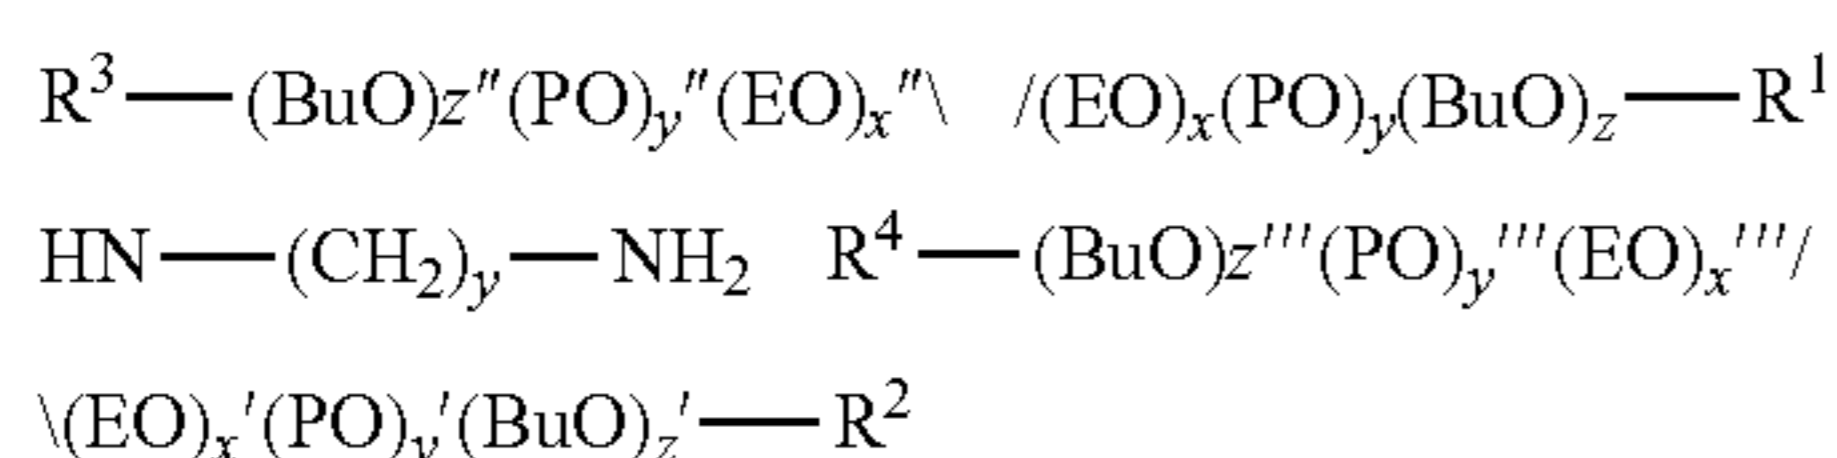 R³—(BuO)z″(PO)y″(EO)x″\ /(EO)x(PO)y(BuO)z—R¹
HN—(CH₂)y—NH₂ R⁴—(BuO)z‴(PO)y‴(EO)x‴/
\(EO)x′(PO)y′(BuO)z′—R²